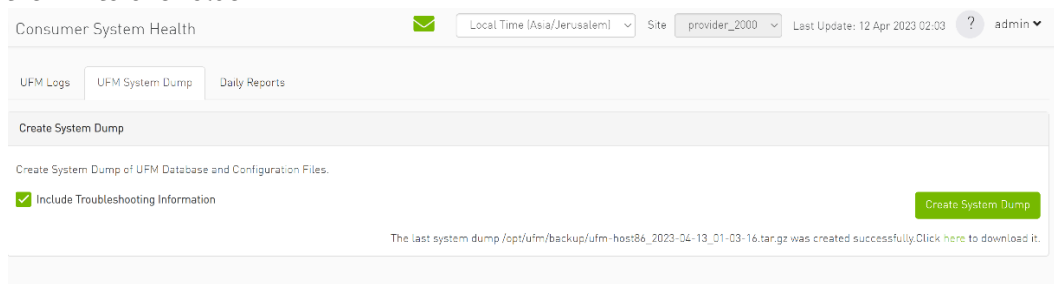 Consumer System Health
Local Time (Asia/Jerusalem) Site provider_2000 Last Update: 12 Apr 2023 02:03 ? admin
UFM Logs UFM System Dump Daily Reports
Create System Dump
Create System Dump of UFM Database and Configuration Files.
Include Troubleshooting Information
Create System Dump
The last system dump /opt/ufm/backup/ufm-host86_2023-04-13_01-03-16.tar.gz was created successfully.Click here to download it.